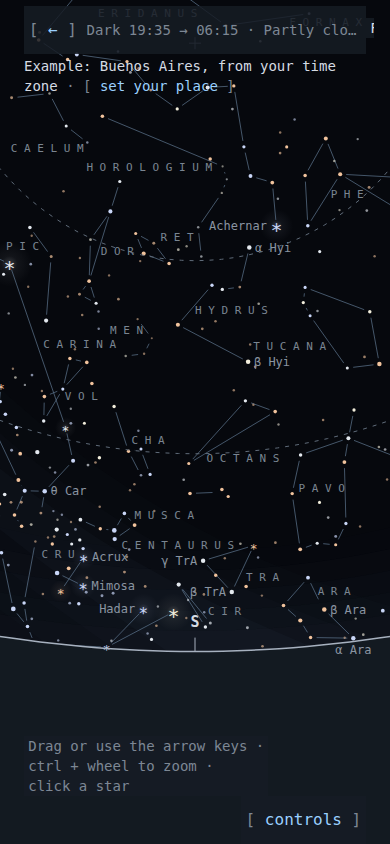 ERIDANUS
FORNAX
[ ← ] Dark 19:35 → 06:15 · Partly clo…
Example: Buenos Aires, from your time
zone · [ set your place ]
CAELUM
HOROLOGIUM
PHE
Achernar
RET
PIC
DOR
α Hyi
HYDRUS
MEN
CARINA
TUCANA
β Hyi
VOL
CHA
OCTANS
θ Car
PAVO
MUSCA
CENTAURUS
CRU
Acrux
γ TrA
TRA
Mimosa
β TrA
ARA
Hadar
CIR
β Ara
S
α Ara
Drag or use the arrow keys ·
ctrl + wheel to zoom ·
click a star
[ controls ]